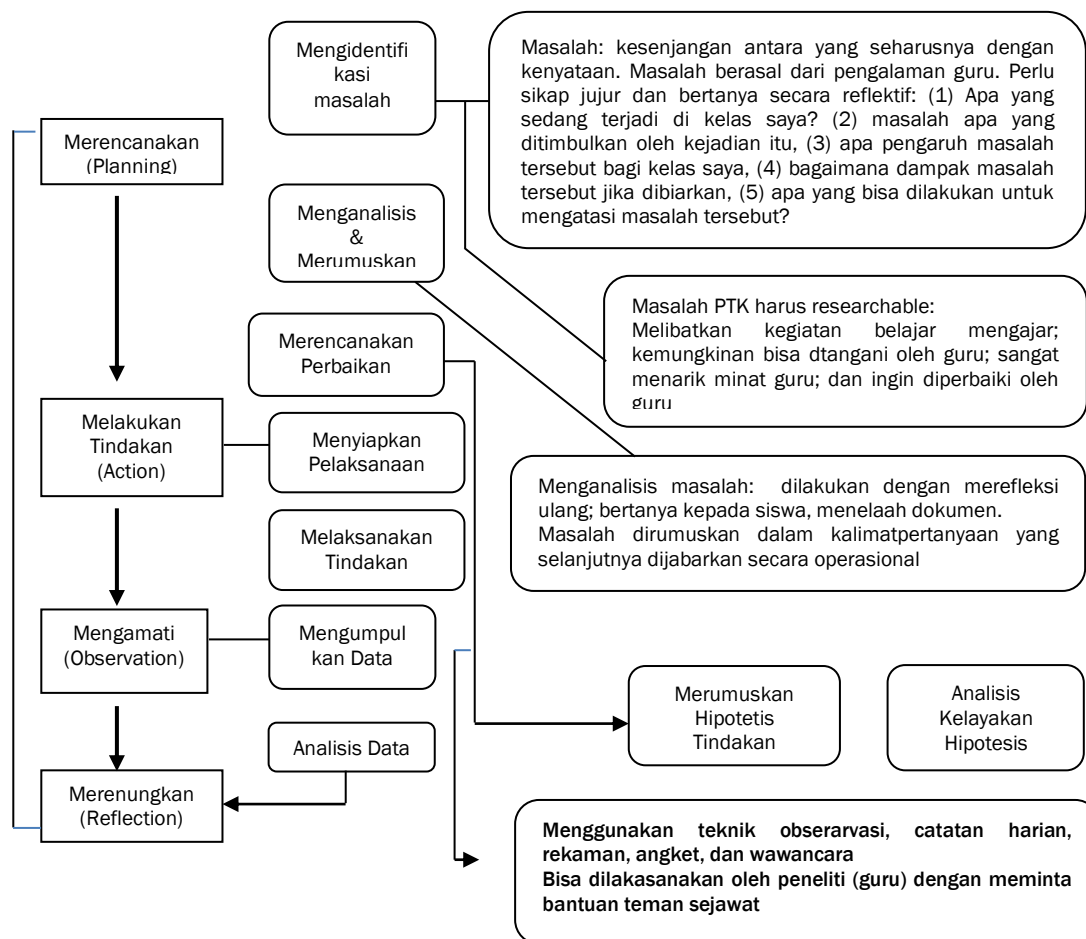 Mengidentifi
kasi
masalah
Masalah: kesenjangan antara yang seharusnya dengan
kenyataan. Masalah berasal dari pengalaman guru. Perlu
sikap jujur dan bertanya secara reflektif: (1) Apa yang
sedang terjadi di kelas saya? (2) masalah apa yang
ditimbulkan oleh kejadian itu, (3) apa pengaruh masalah
tersebut bagi kelas saya, (4) bagaimana dampak masalah
tersebut jika dibiarkan, (5) apa yang bisa dilakukan untuk
mengatasi masalah tersebut?
Merencanakan
(Planning)
Menganalisis
&
Merumuskan
Masalah PTK harus researchable:
Melibatkan kegiatan belajar mengajar;
kemungkinan bisa dtangani oleh guru; sangat
menarik minat guru; dan ingin diperbaiki oleh
guru
Merencanakan
Perbaikan
Melakukan
Tindakan
(Action)
Menyiapkan
Pelaksanaan
Menganalisis masalah: dilakukan dengan merefleksi
ulang; bertanya kepada siswa, menelaah dokumen.
Masalah dirumuskan dalam kalimatpertanyaan yang
selanjutnya dijabarkan secara operasional
Melaksanakan
Tindakan
Mengamati
(Observation)
Mengumpul
kan Data
Merumuskan
Hipotetis
Tindakan
Analisis
Kelayakan
Hipotesis
Analisis Data
Merenungkan
(Reflection)
Menggunakan teknik obserarvasi, catatan harian,
rekaman, angket, dan wawancara
Bisa dilakasanakan oleh peneliti (guru) dengan meminta
bantuan teman sejawat